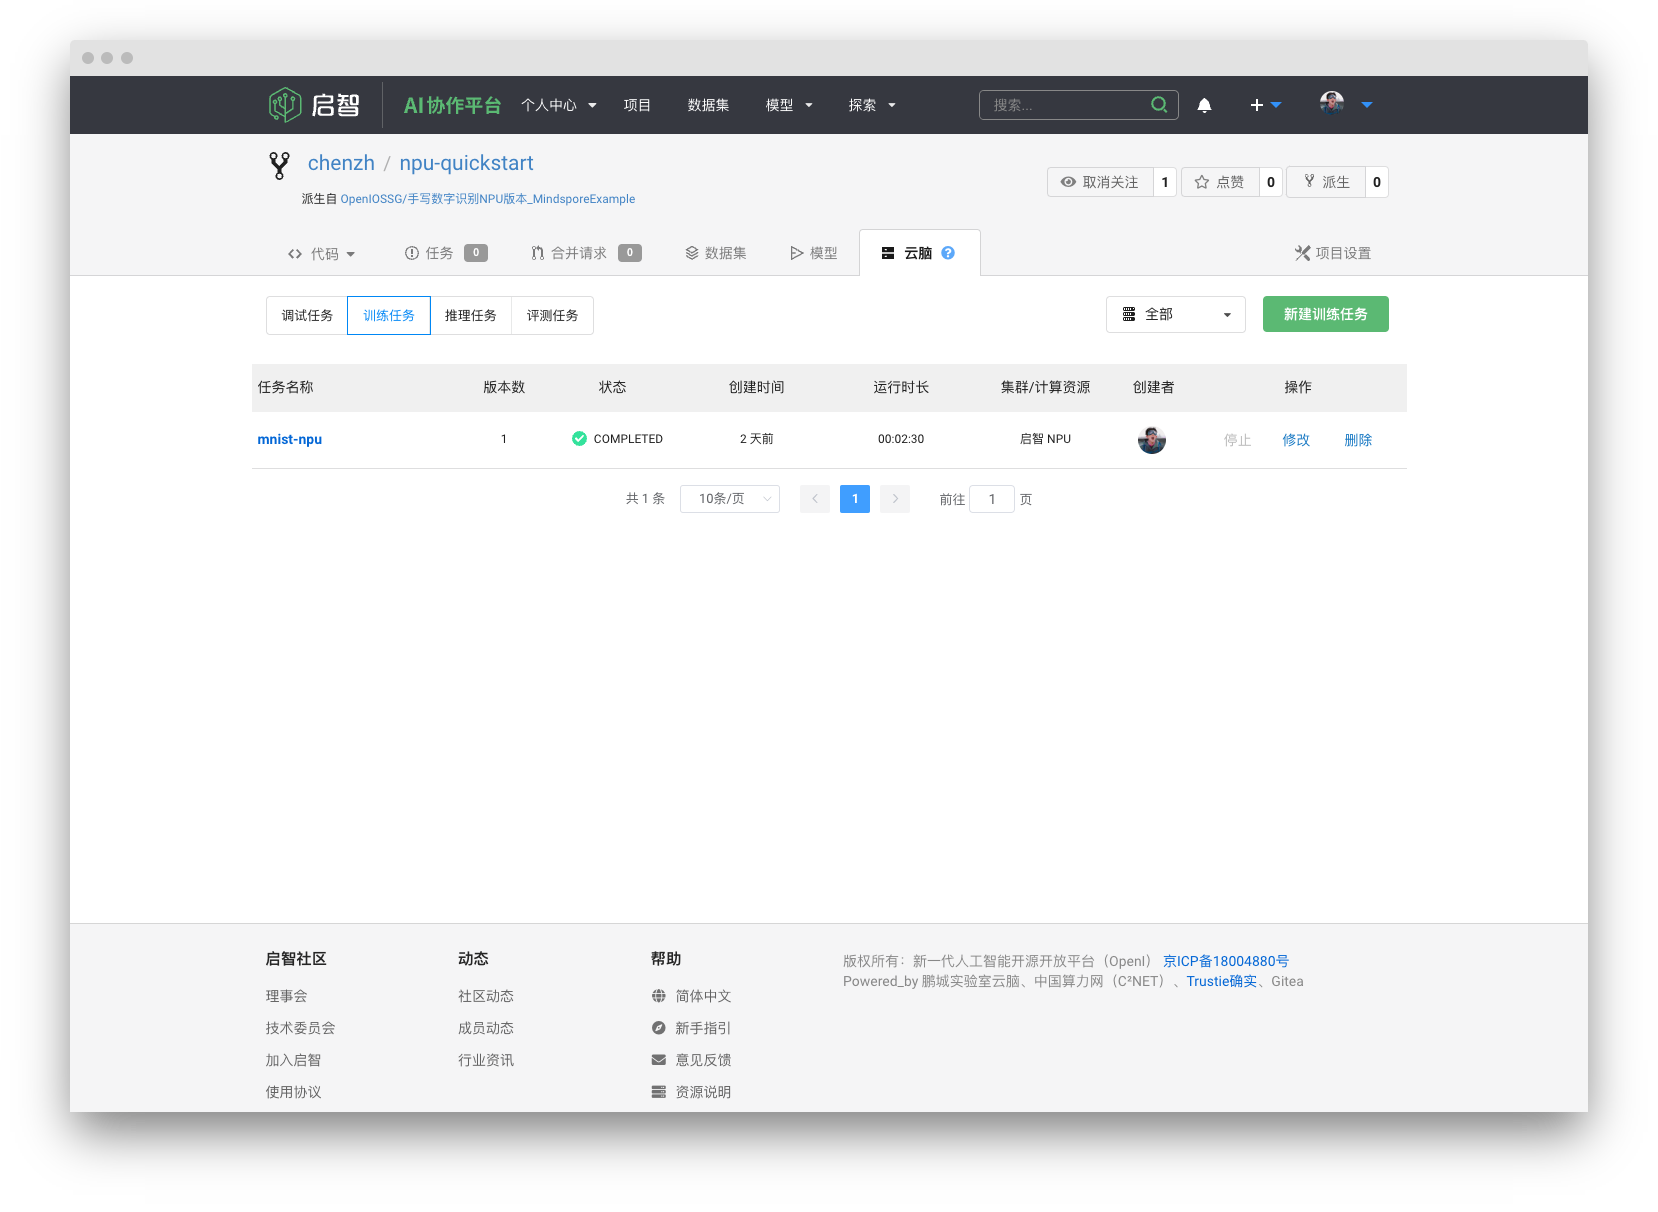 启智 AI协作平台 个人中心 项目 数据集 模型 探索 搜索...
chenzh / npu-quickstart
取消关注 1 点赞 0 派生 0
派生自 OpenIOSSG/手写数字识别NPU版本_MindsporeExample
代码 任务 0 合并请求 0 数据集 模型 云脑 ? 项目设置
调试任务 训练任务 推理任务 评测任务 全部 新建训练任务
任务名称 版本数 状态 创建时间 运行时长 集群/计算资源 创建者 操作
mnist-npu 1 COMPLETED 2 天前 00:02:30 启智 NPU 停止 修改 删除
共 1 条 10条/页 1 前往 1 页
启智社区
理事会
技术委员会
加入启智
使用协议
动态
社区动态
成员动态
行业资讯
帮助
简体中文
新手指引
意见反馈
资源说明
版权所有：新一代人工智能开源开放平台（OpenI） 京ICP备18004880号
Powered_by 鹏城实验室云脑、中国算力网（C²NET）、Trustie确实、Gitea